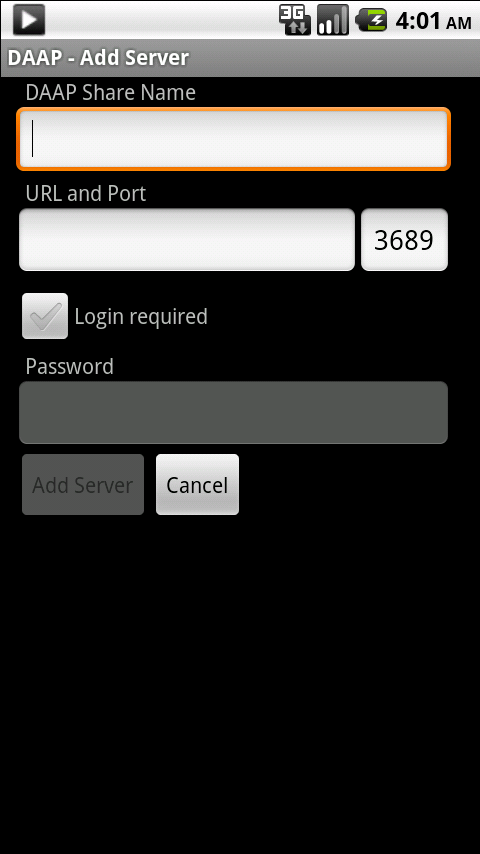 3G 4:01 AM
DAAP - Add Server
DAAP Share Name
URL and Port
3689
Login required
Password
Add Server Cancel